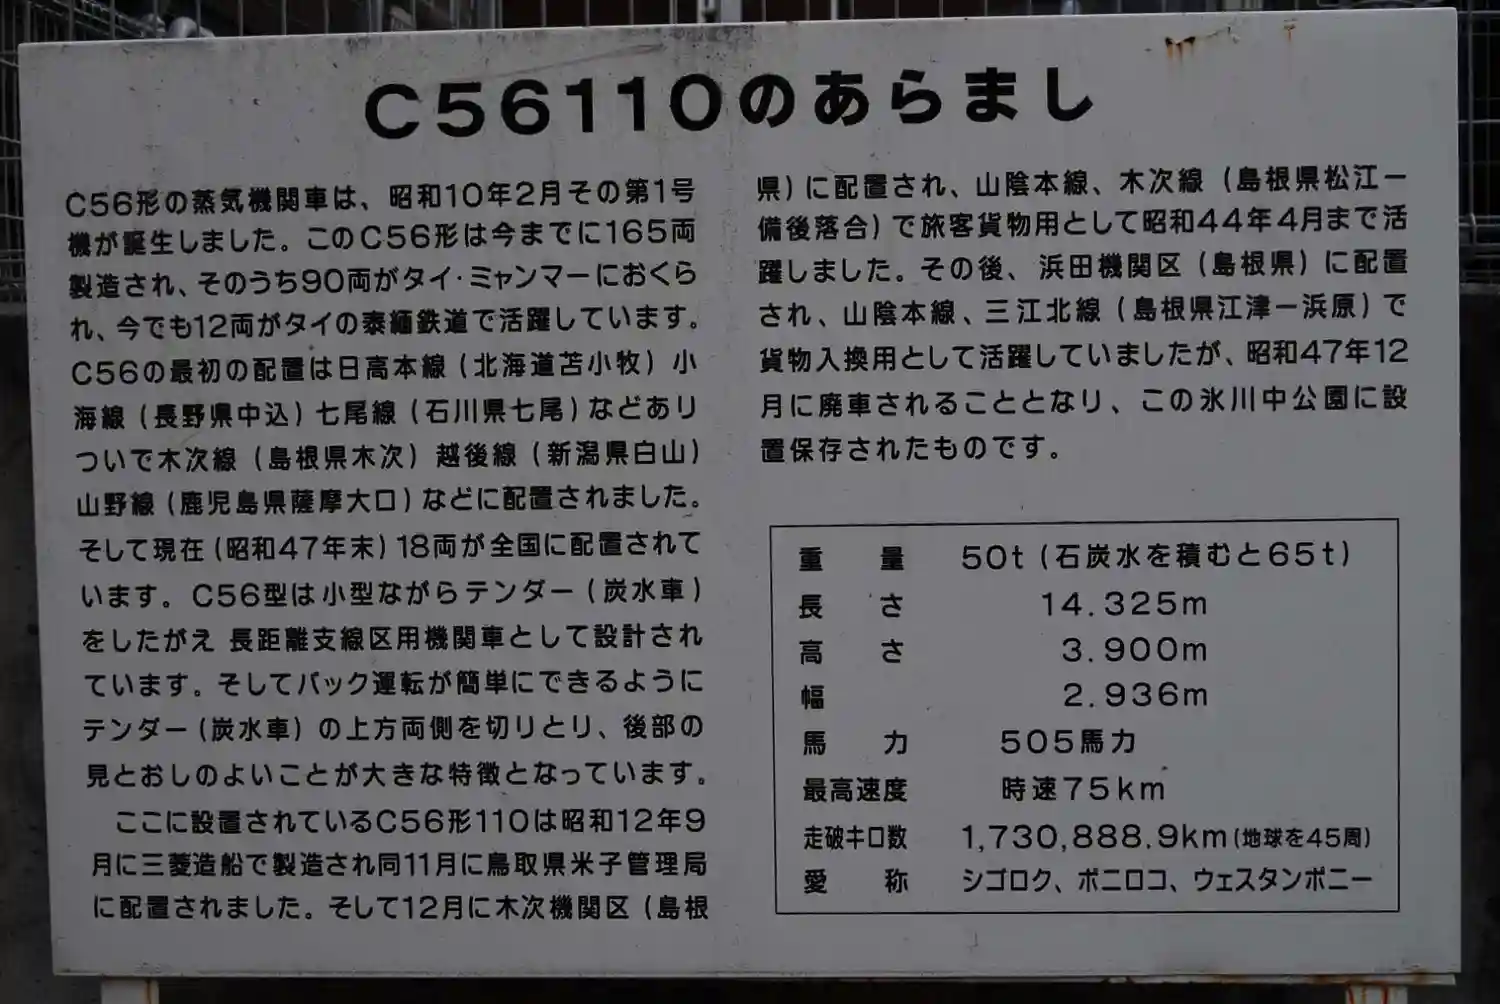 C56110のあらまし
C56形の蒸気機関車は、昭和10年2月その第1号
機が誕生しました。このC56形は今までに165両
製造され、そのうち90両がタイ・ミャンマーにおくら
れ、今でも12両がタイの泰緬鉄道で活躍しています。
C56の最初の配置は日高本線(北海道苫小牧)小
海線(長野県中込)七尾線(石川県七尾)などあり
ついで木次線(島根県木次)越後線(新潟県白山)
山野線(鹿児島県薩摩大口)などに配置されました。
そして現在(昭和47年末)18両が全国に配置されて
います。C56型は小型ながらテンダー(炭水車)
をしたがえ 長距離支線区用機関車として設計され
ています。そしてバック運転が簡単にできるように
テンダー(炭水車)の上方両側を切りとり、後部の
見とおしのよいことが大きな特徴となっています。
ここに設置されているC56形110は昭和12年9
月に三菱造船で製造され同11月に鳥取県米子管理局
に配置されました。そして12月に木次機関区(島根
県)に配置され、山陰本線、木次線(島根県松江ー
備後落合)で旅客貨物用として昭和44年4月まで活
躍しました。その後、浜田機関区(島根県)に配置
され、山陰本線、三江北線(島根県江津ー浜原)で
貨物入換用として活躍していましたが、昭和47年12
月に廃車されることとなり、この氷川中公園に設
置保存されたものです。
重量 50t(石炭水を積むと65t)
長さ 14.325m
高さ 3.900m
幅 2.936m
馬力 505馬力
最高速度 時速75km
走破キロ数 1,730,888.9km(地球を45周)
愛称 シゴロク、ポニロコ、ウェスタンポニー